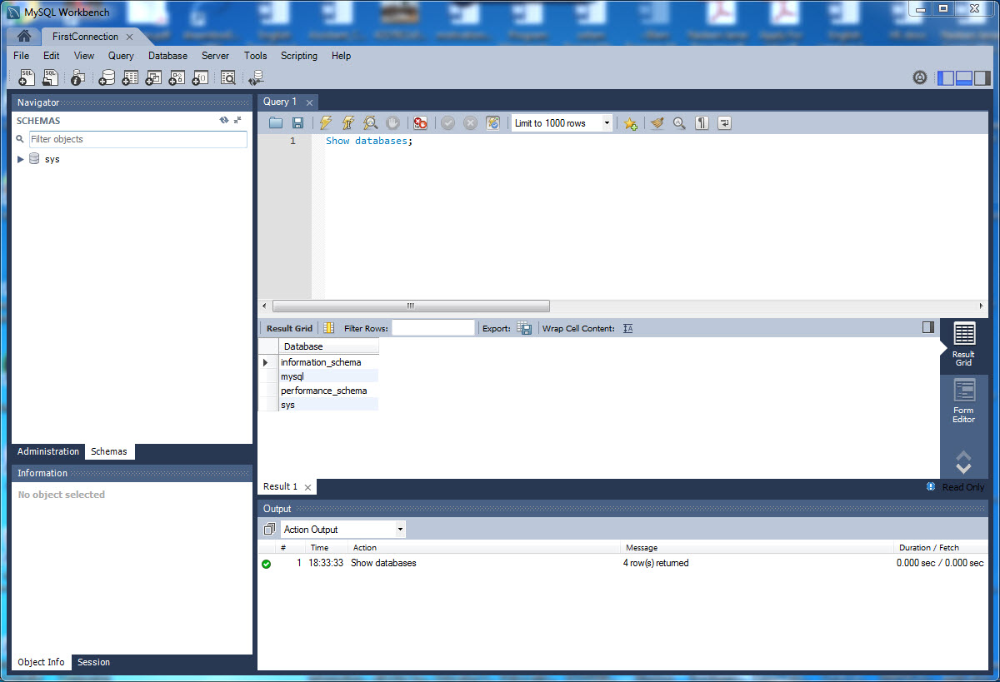 MySQL Workbench
FirstConnection
File Edit View Query Database Server Tools Scripting Help
Navigator
SCHEMAS
Filter objects
sys
Administration Schemas
Information
No object selected
Object Info Session
Query 1
Limit to 1000 rows
1 Show databases;
Result Grid Filter Rows: Export: Wrap Cell Content:
Database
information_schema
mysql
performance_schema
sys
Result
Grid
Form
Editor
Result 1 Read Only
Output
Action Output
# Time Action Message Duration / Fetch
1 18:33:33 Show databases 4 row(s) returned 0.000 sec / 0.000 sec